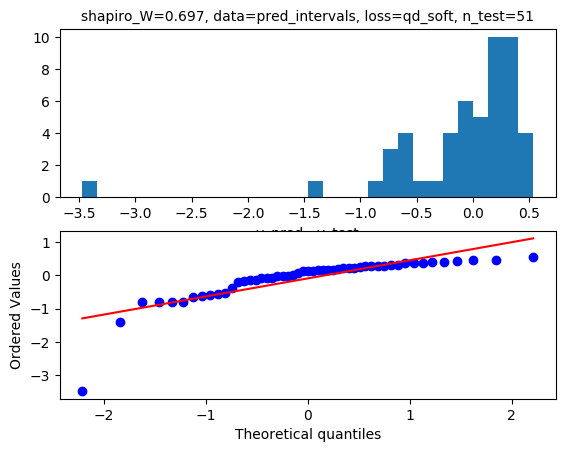 shapiro_W=0.697, data=pred_intervals, loss=qd_soft, n_test=51
10
8
6
4
2
0
−3.5 −3.0 −2.5 −2.0 −1.5 −1.0 −0.5 0.0 0.5
1
0
−1
−2
−3
Ordered Values
−2 −1 0 1 2
Theoretical quantiles